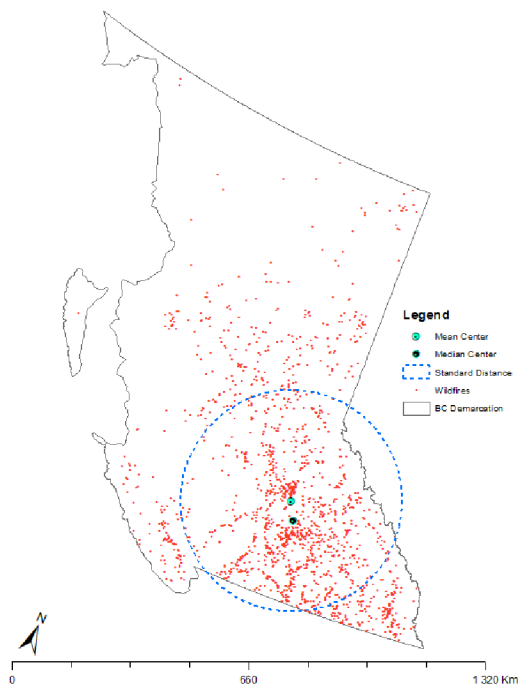 Legend
Mean Center
Median Center
Standard Distance
Wildfires
BC Demarcation
N
0 660 1 320 Km